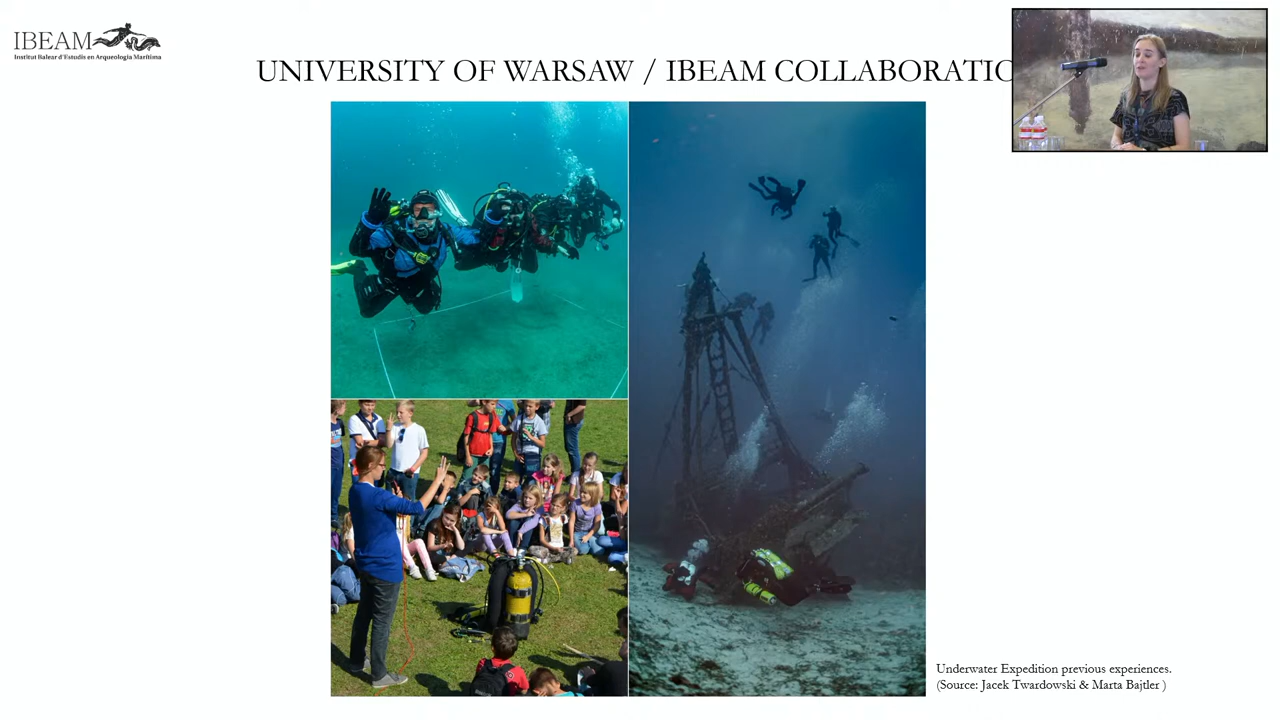 IBEAM
Institut Balear d'Estudis en Arqueologia Marítima
UNIVERSITY OF WARSAW / IBEAM COLLABORATIO
Underwater Expedition previous experiences.
(Source: Jacek Twardowski & Marta Bajtler )